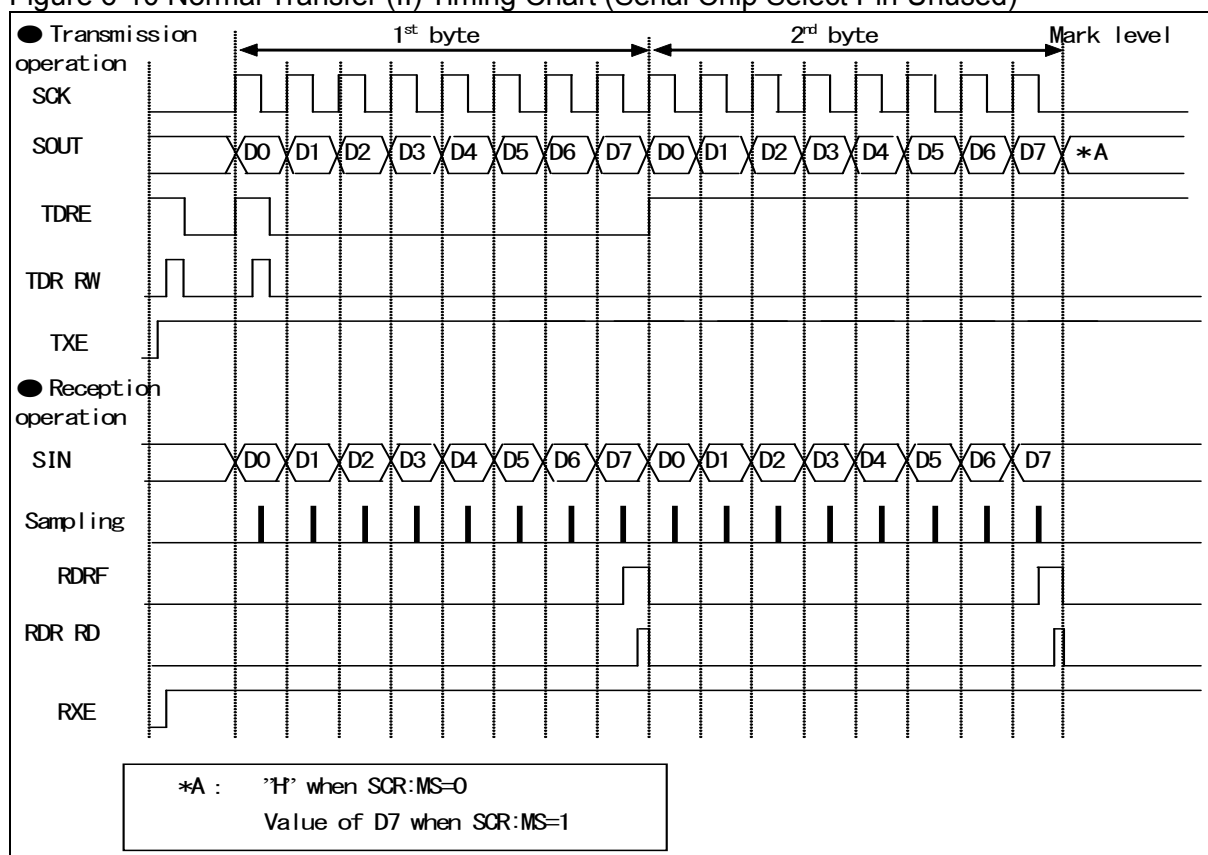 Figure 6-10 Normal Transfer (II) Timing Chart (Serial Chip Select Pin Unused)
● Transmission operation
1st byte
2nd byte
Mark level
SCK
SOUT
D0 D1 D2 D3 D4 D5 D6 D7 D0 D1 D2 D3 D4 D5 D6 D7 *A
TDRE
TDR RW
TXE
● Reception operation
SIN
D0 D1 D2 D3 D4 D5 D6 D7 D0 D1 D2 D3 D4 D5 D6 D7
Sampling
RDRF
RDR RD
RXE
*A : ”H” when SCR:MS=0
Value of D7 when SCR:MS=1